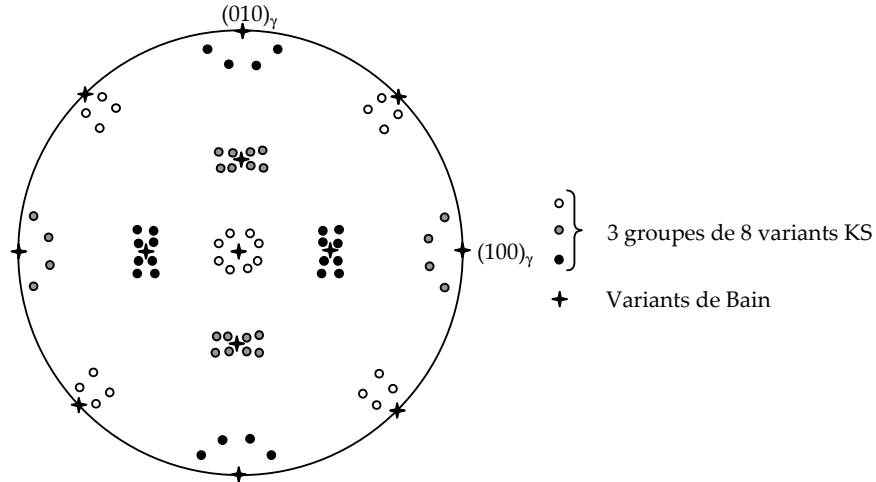 (010)γ
(100)γ
3 groupes de 8 variants KS
Variants de Bain